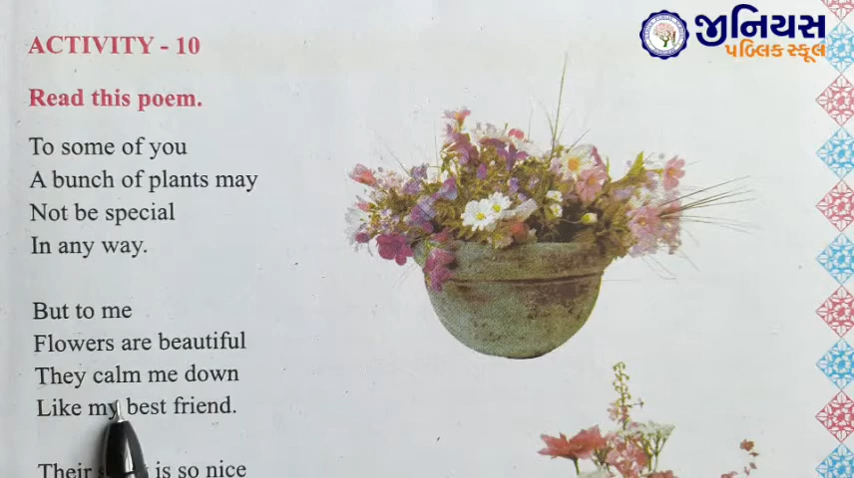 ACTIVITY - 10
જીનિયસ
પબ્લિક સ્કૂલ
Read this poem.
To some of you
A bunch of plants may
Not be special
In any way.
But to me
Flowers are beautiful
They calm me down
Like my best friend.
Their is so nice